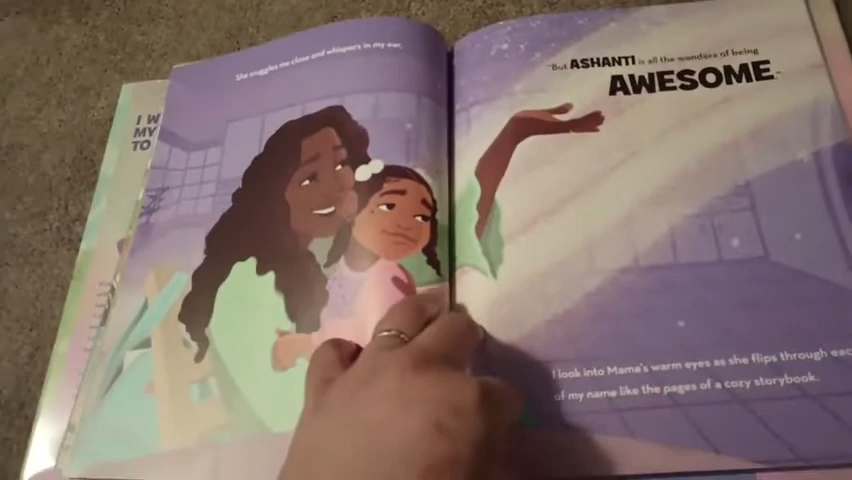 I W
MY
TO
She snuggles me close and whispers in my ear,
"But ASHANTI is all the wonders of being
AWESOME."
I look into Mama's warm eyes as she flips through eac
of my name like the pages of a cozy storybook.